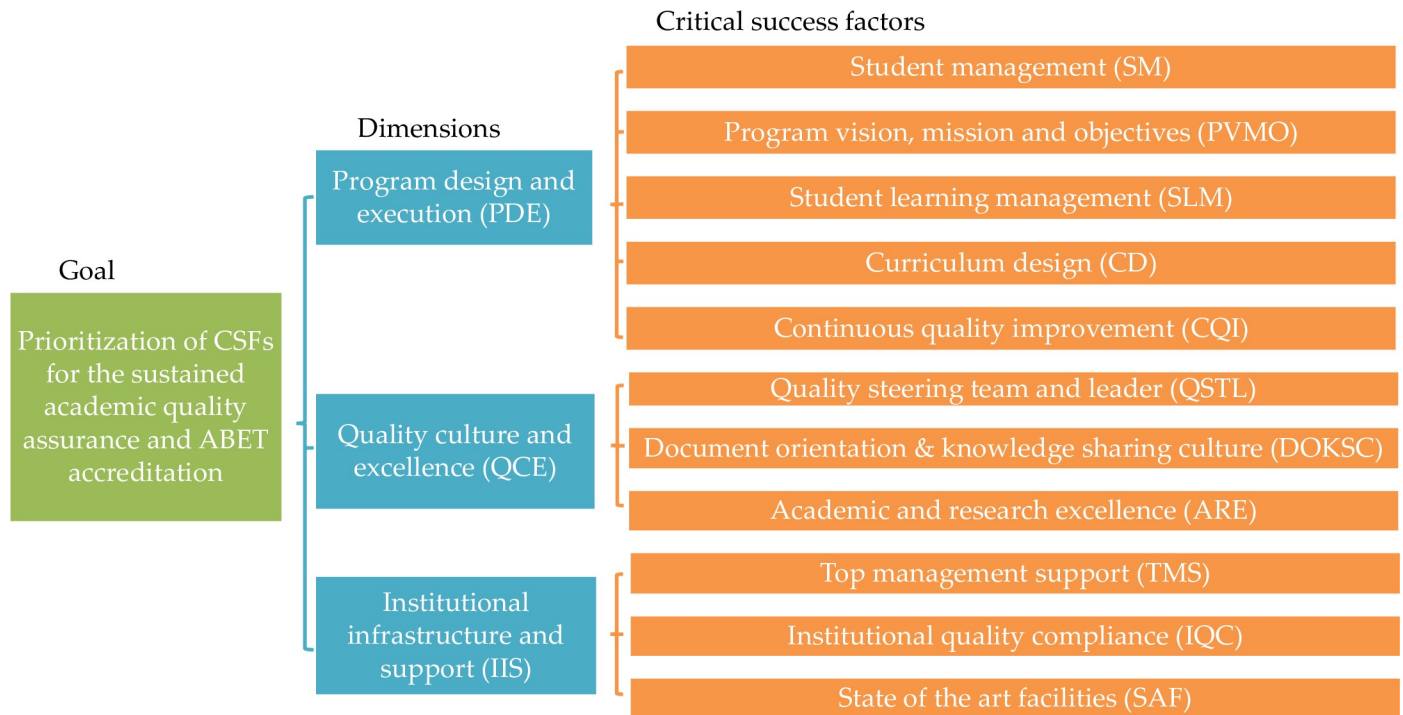 Goal
Prioritization of CSFs
for the sustained
academic quality
assurance and ABET
accreditation
Dimensions
Program design and
execution (PDE)
Quality culture and
excellence (QCE)
Institutional
infrastructure and
support (IIS)
Critical success factors
Student management (SM)
Program vision, mission and objectives (PVMO)
Student learning management (SLM)
Curriculum design (CD)
Continuous quality improvement (CQI)
Quality steering team and leader (QSTL)
Document orientation & knowledge sharing culture (DOKSC)
Academic and research excellence (ARE)
Top management support (TMS)
Institutional quality compliance (IQC)
State of the art facilities (SAF)